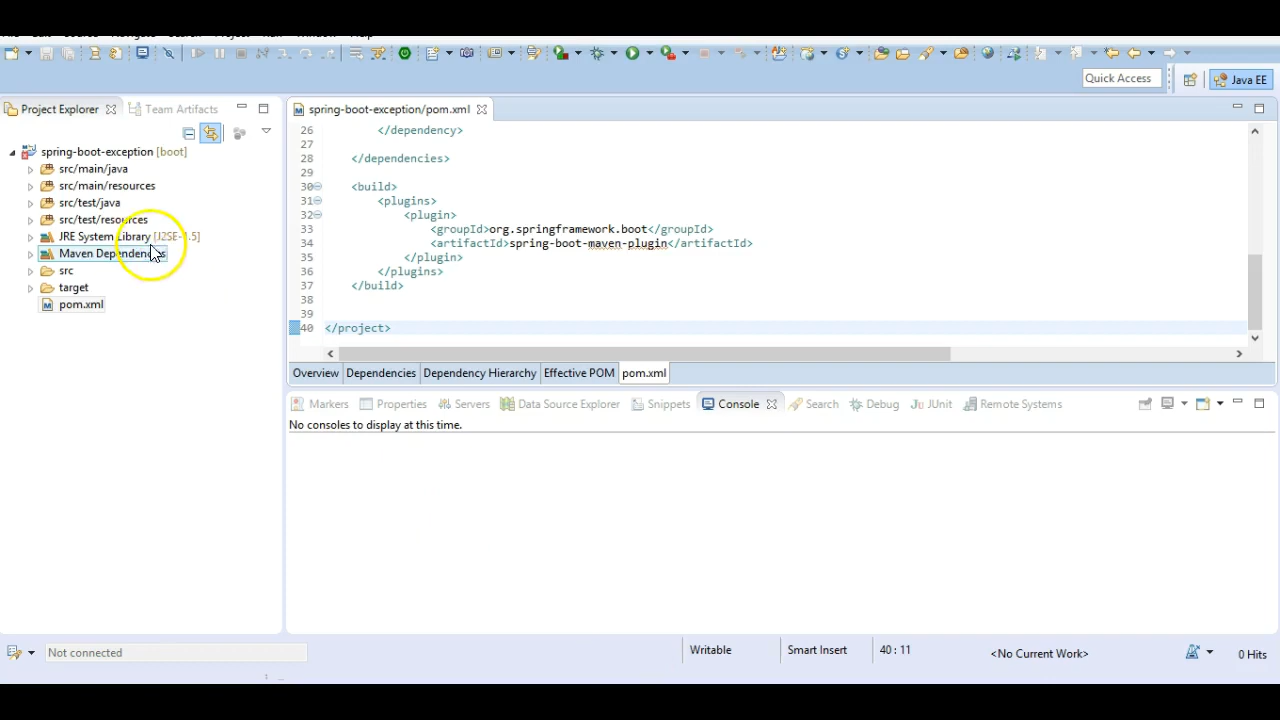 Quick Access
Java EE
Project Explorer
Team Artifacts
spring-boot-exception/pom.xml
spring-boot-exception [boot]
src/main/java
src/main/resources
src/test/java
src/test/resources
JRE System Library [J2SE-1.5]
Maven Dependencies
src
target
pom.xml
26 </dependency>
27
28 </dependencies>
29
30 <build>
31 <plugins>
32 <plugin>
33 <groupId>org.springframework.boot</groupId>
34 <artifactId>spring-boot-maven-plugin</artifactId>
35 </plugin>
36 </plugins>
37 </build>
38
39
40 </project>
Overview Dependencies Dependency Hierarchy Effective POM pom.xml
Markers Properties Servers Data Source Explorer Snippets Console Search Debug JUnit Remote Systems
No consoles to display at this time.
Not connected
Writable Smart Insert 40 : 11 <No Current Work> 0 Hits